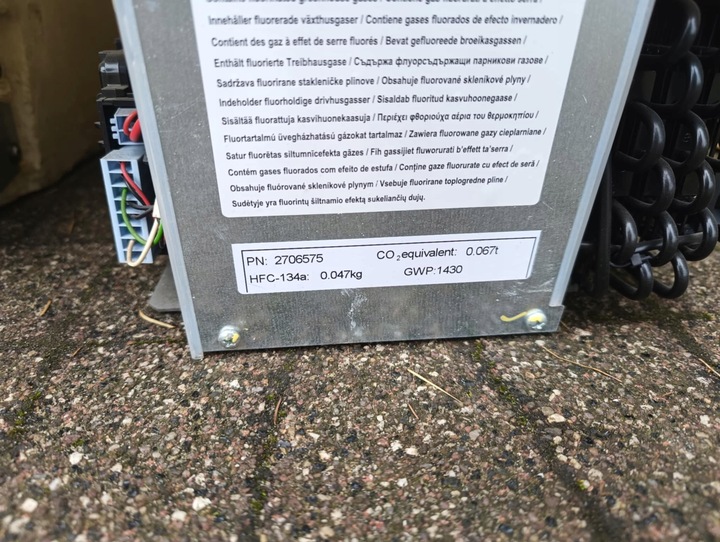 Innehåller fluorerade växthusgaser / Contiene gases fluorados de efecto invernadero /
Contient des gaz à effet de serre fluorés / Bevat gefluoreede broeikasgassen /
Enthält fluorierte Treibhausgase / Съдържа флуорсъдържащи парникови газове /
Sadržava fluorirane stakleničke plinove / Obsahuje fluorované skleníkové plyny /
Indeholder fluorholdige drivhusgasser / Sisaldab fluoritud kasvuhoonegaase /
Sisältää fluorattuja kasvihuonekaasuja / Περιέχει φθοριούχα αέρια του θερμοκηπίου /
Fluortartalmú üvegházhatású gázokat tartalmaz / Zawiera fluorowane gazy cieplarniane /
Satur fluorētas siltumnicefekta gāzes / Fih gassijiet fluworurati b'effett ta'serra /
Contém gases fluorados com efeito de estufa / Conține gaze fluorurate cu efect de seră /
Obsahuje fluórované sklenikovým plynym / Vsebuje fluorirane toplogredne pline /
Sudėtyje yra fluorintų šiltnamio efektą sukeliančių dujų.
PN: 2706575 CO₂equivalent: 0.067t
HFC-134a: 0.047kg GWP:1430